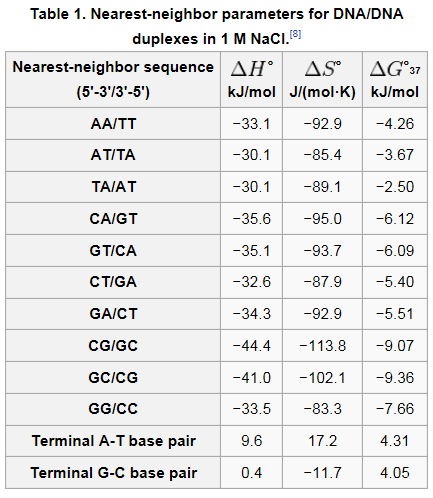 Table 1. Nearest-neighbor parameters for DNA/DNA
duplexes in 1 M NaCl.[8]
Nearest-neighbor sequence ΔH° ΔS° ΔG°37
(5'-3'/3'-5') kJ/mol J/(mol·K) kJ/mol
AA/TT −33.1 −92.9 −4.26
AT/TA −30.1 −85.4 −3.67
TA/AT −30.1 −89.1 −2.50
CA/GT −35.6 −95.0 −6.12
GT/CA −35.1 −93.7 −6.09
CT/GA −32.6 −87.9 −5.40
GA/CT −34.3 −92.9 −5.51
CG/GC −44.4 −113.8 −9.07
GC/CG −41.0 −102.1 −9.36
GG/CC −33.5 −83.3 −7.66
Terminal A-T base pair 9.6 17.2 4.31
Terminal G-C base pair 0.4 −11.7 4.05